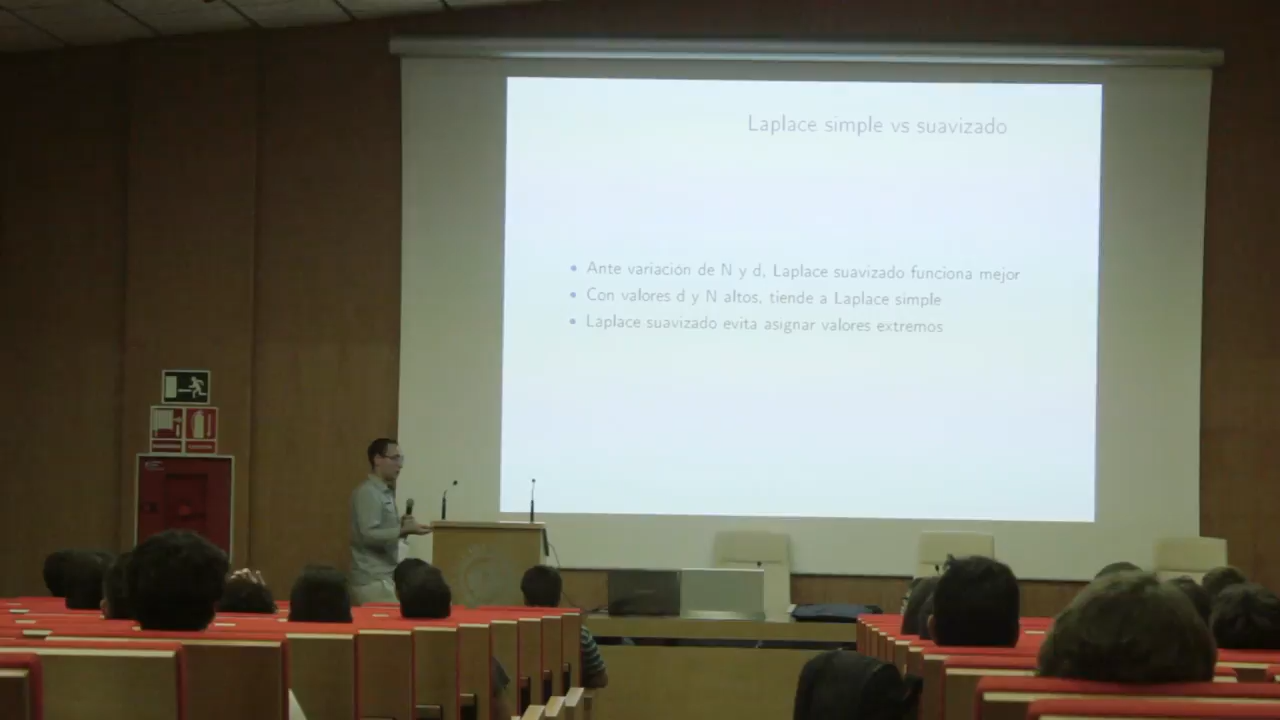 Laplace simple vs suavizado
Ante variación de N y d, Laplace suavizado funciona mejor
Con valores d y N altos, tiende a Laplace simple
Laplace suavizado evita asignar valores extremos